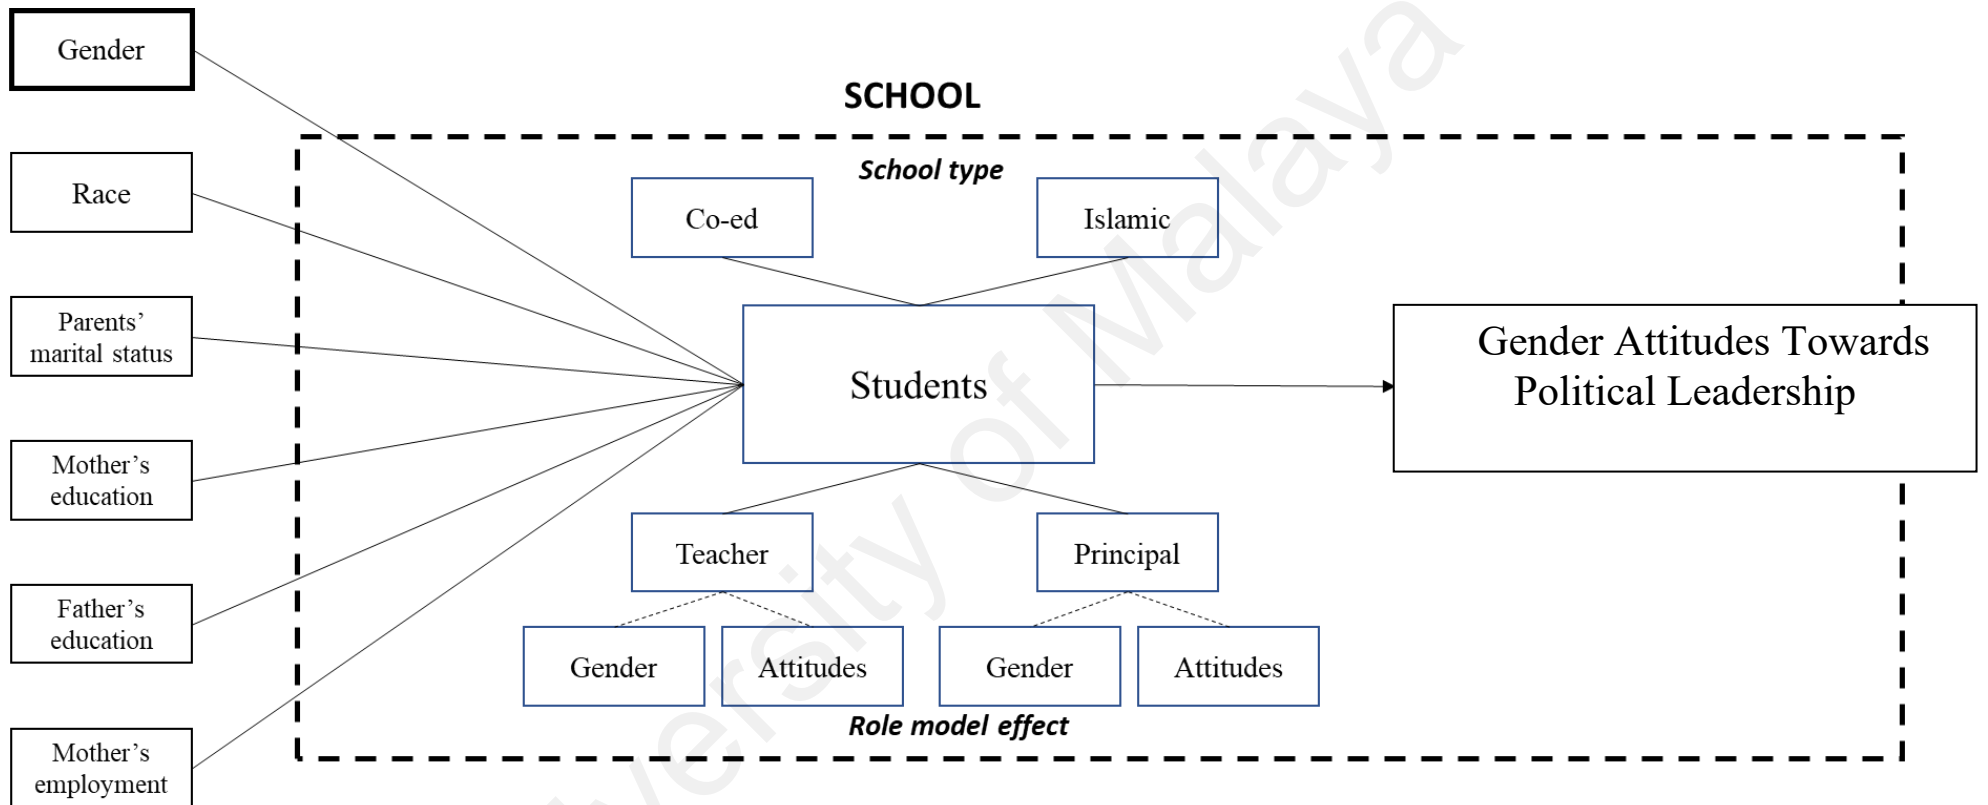 Gender
SCHOOL
School type
Race
Co-ed
Islamic
Parents’
marital status
Students
Gender Attitudes Towards
Political Leadership
Mother’s
education
Teacher
Principal
Father’s
education
Gender
Attitudes
Gender
Attitudes
Role model effect
Mother’s
employment
University of Malaya